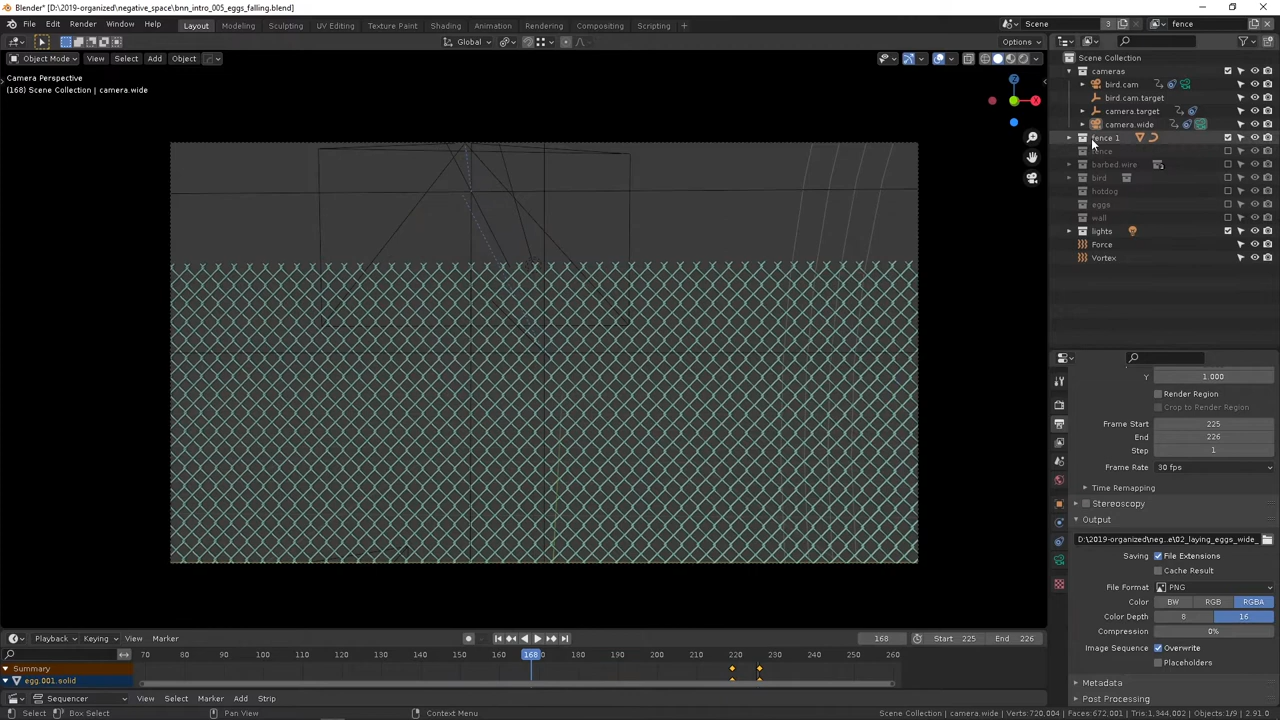 Blender* [D:\2019-organized\negative_space\bnn_intro_005_eggs_falling.blend]
File Edit Render Window Help Layout Modeling Sculpting UV Editing Texture Paint Shading Animation Rendering Compositing Scripting + Scene 3 fence
Global Options
Object Mode View Select Add Object
Camera Perspective
(168) Scene Collection | camera.wide
Z
X
Scene Collection
cameras
bird.cam
bird.cam.target
camera.target
camera.wide
fence 1
fence
barbed.wire
bird
hotdog
eggs
wall
lights
Force
Vortex
Y 1.000
Render Region
Crop to Render Region
Frame Start 225
End 226
Step 1
Frame Rate 30 fps
Time Remapping
Stereoscopy
Output
D:\2019-organized\neg...e\02_laying_eggs_wide_
Saving File Extensions
Cache Result
File Format PNG
Color BW RGB RGBA
Color Depth 8 16
Compression 0%
Image Sequence Overwrite
Placeholders
Metadata
Post Processing
Playback Keying View Marker 168 Start 225 End 226
70 80 90 100 110 120 130 140 150 160 168 180 190 200 210 220 230 240 250 260
Summary
egg.001.solid
Sequencer View Select Marker Add Strip
Select Box Select Pan View Context Menu Scene Collection | camera.wide | Verts:720,004 | Faces:672,001 | Tris:1,344,002 | Objects:1/9 | 2.91.0